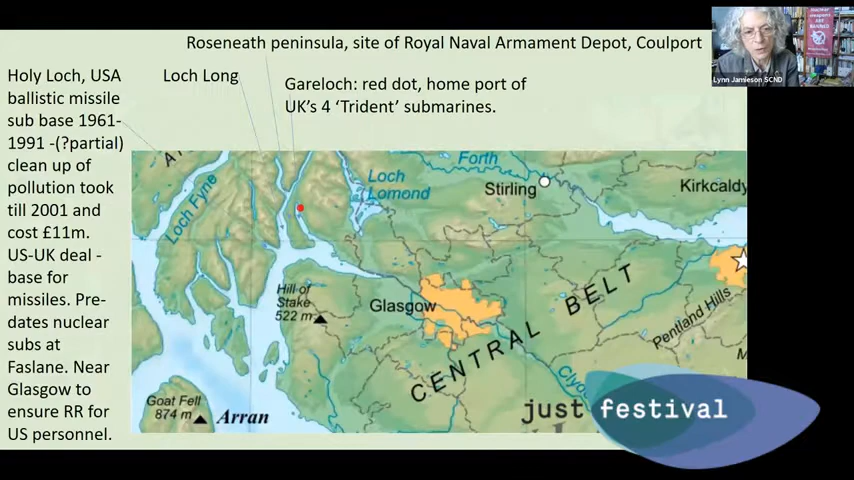 Roseneath peninsula, site of Royal Naval Armament Depot, Coulport
Holy Loch, USA
ballistic missile
sub base 1961-
1991 -(?partial)
clean up of
pollution took
till 2001 and
cost £11m.
US-UK deal -
base for
missiles. Pre-
dates nuclear
subs at
Faslane. Near
Glasgow to
ensure RR for
US personnel.
Loch Long
Gareloch: red dot, home port of
UK's 4 'Trident' submarines.
Lynn Jamieson SCND
NUCLEAR
WEAPONS
ARE
BANNED
Loch Fyne
Loch
Lomond
Forth
Stirling
Kirkcaldy
Hill of
Stake
522 m
Glasgow
CENTRAL BELT
Pentland Hills
Goat Fell
874 m
Arran
just festival